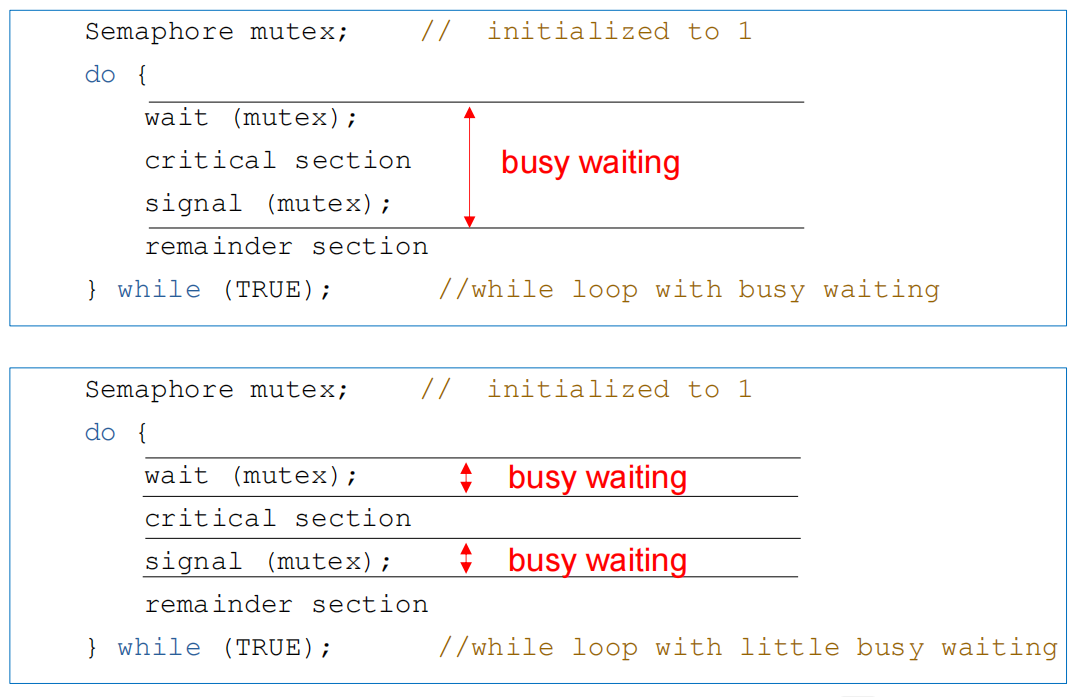 Semaphore mutex;    //  initialized to 1
do {
wait (mutex);
critical section
busy waiting
signal (mutex);
remainder section
} while (TRUE);    //while loop with busy waiting
Semaphore mutex;    //  initialized to 1
do {
wait (mutex);    busy waiting
critical section
signal (mutex);    busy waiting
remainder section
} while (TRUE);    //while loop with little busy waiting